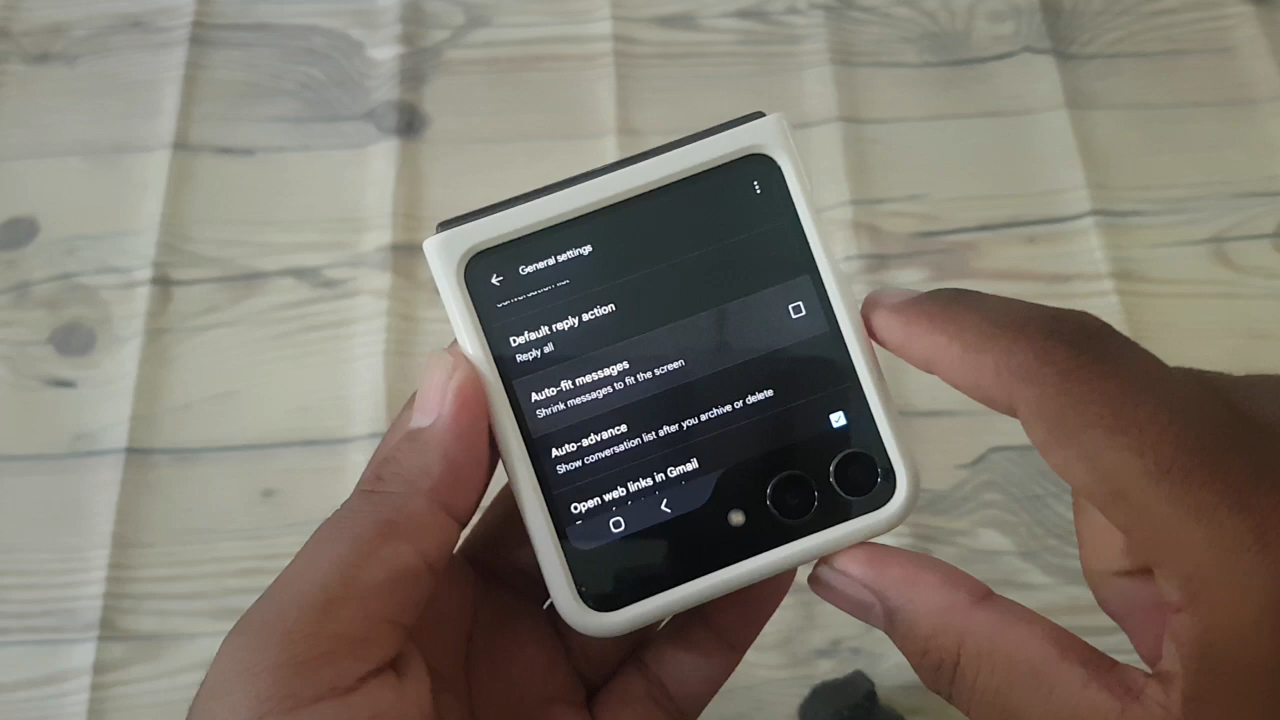 General settings
Default reply action
Reply all
Auto-fit messages
Shrink messages to fit the screen
Auto-advance
Show conversation list after you archive or delete
Open web links in Gmail